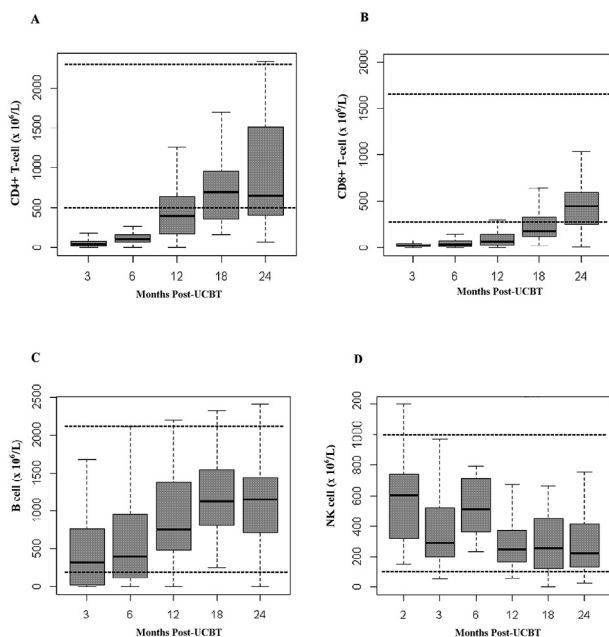 A
CD4+ T-cell (x 10⁶/L)
2000
1500
1000
500
0
3 6 12 18 24
Months Post-UCBT
B
CD8+ T-cell (x 10⁶/L)
2000
1500
1000
500
0
3 6 12 18 24
Months Post-UCBT
C
B cell (x 10⁶/L)
2500
2000
1500
1000
500
0
3 6 12 18 24
Months Post-UCBT
D
NK cell (x 10⁶/L)
200
1000
800
600
400
200
0
2 3 6 12 18 24
Months Post-UCBT